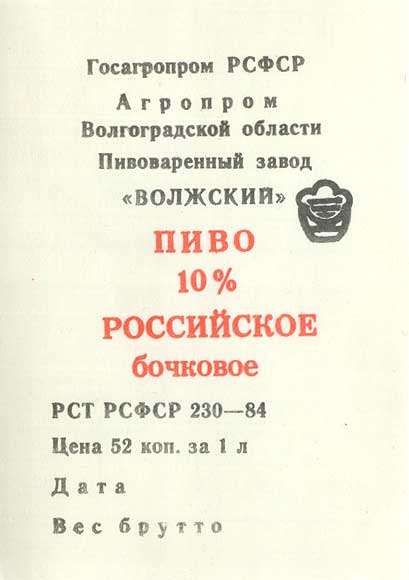 Госагропром РСФСР
Агропром
Волгоградской области
Пивоваренный завод
«ВОЛЖСКИЙ»
ПИВО
10%
РОССИЙСКОЕ
бочковое
РСТ РСФСР 230—84
Цена 52 коп. за 1 л
Дата
Вес брутто